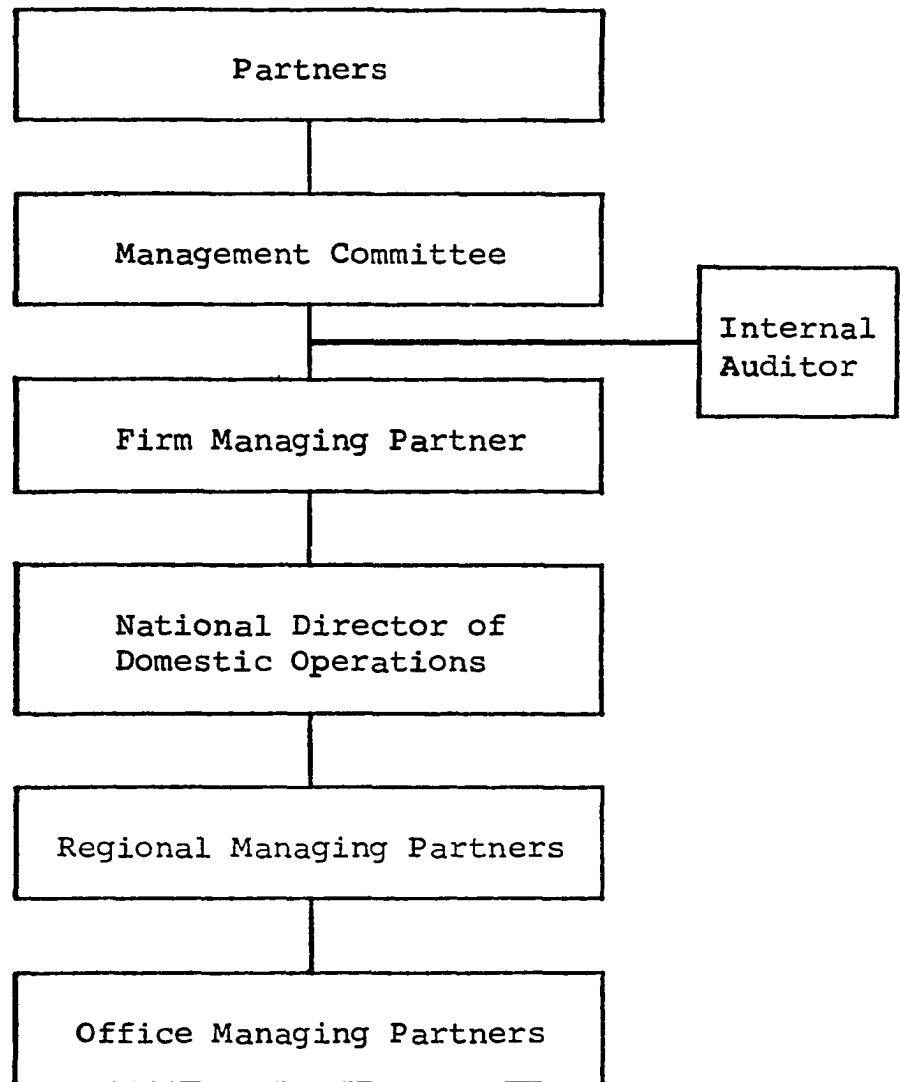 Partners
Management Committee
Internal
Auditor
Firm Managing Partner
National Director of
Domestic Operations
Regional Managing Partners
Office Managing Partners